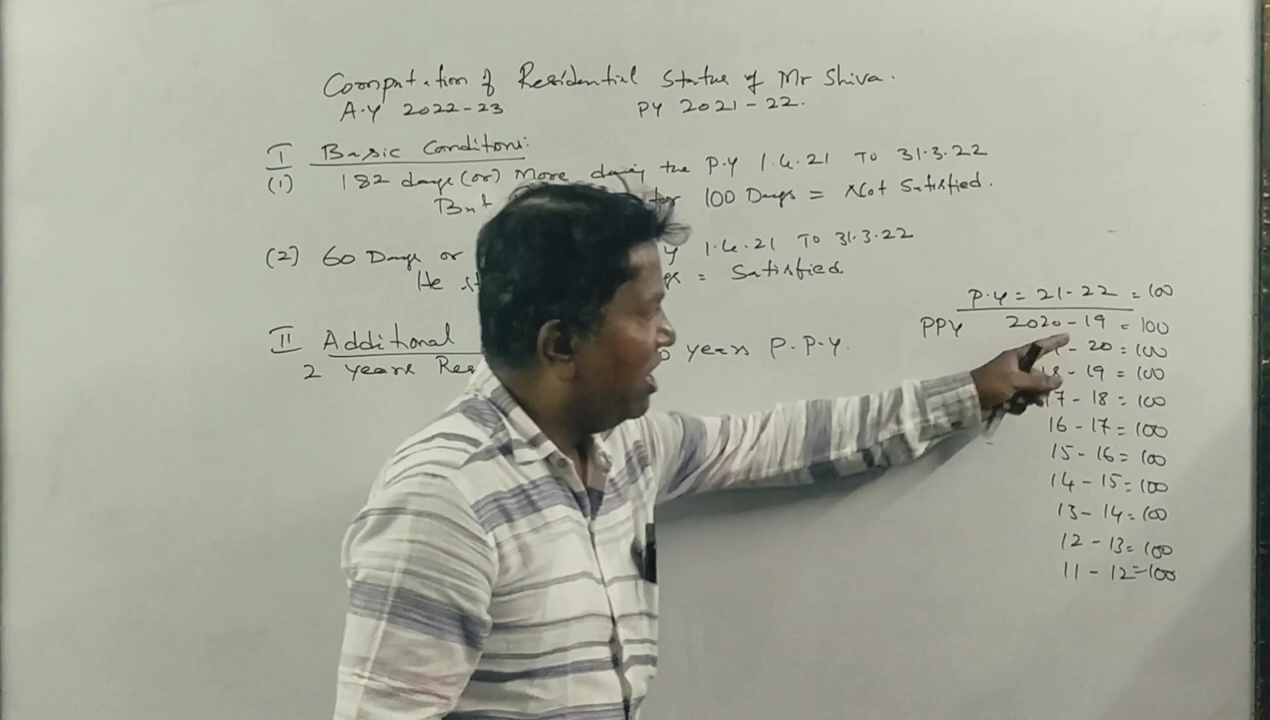 Computation of Residential Status of Mr Shiva.
A.Y 2022-23 PY 2021-22.
I Basic Conditions:
(1) 182 days (or) More during the P.Y 1.4.21 To 31.3.22
But for 100 Days = Not Satisfied.
(2) 60 Days or y 1.4.21 To 31.3.22
He st = Satisfied
II Additional
2 years Res years P.P.Y.
P.Y = 21-22 = 100
PPY 2020-19 = 100
- 20 = 100
18 - 19 = 100
17 - 18 = 100
16 - 17 = 100
15 - 16 = 100
14 - 15 = 100
13 - 14 = 100
12 - 13 = 100
11 - 12 = 100